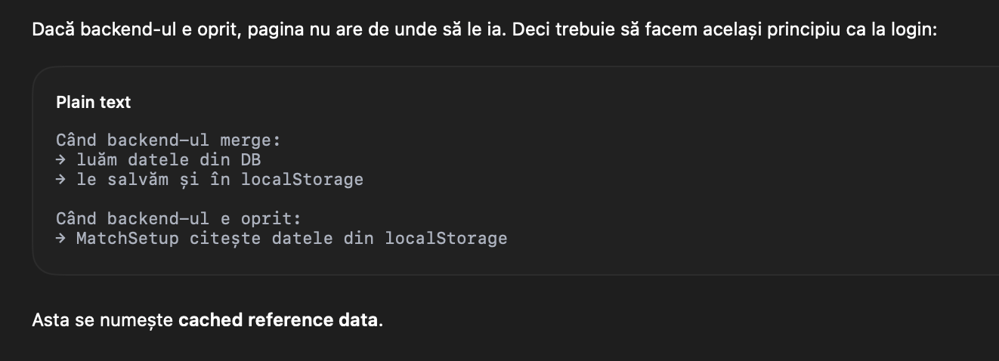 Dacă backend-ul e oprit, pagina nu are de unde să le ia. Deci trebuie să facem același principiu ca la login:
Plain text
Când backend-ul merge:
→ luăm datele din DB
→ le salvăm și în localStorage
Când backend-ul e oprit:
→ MatchSetup citește datele din localStorage
Asta se numește cached reference data.